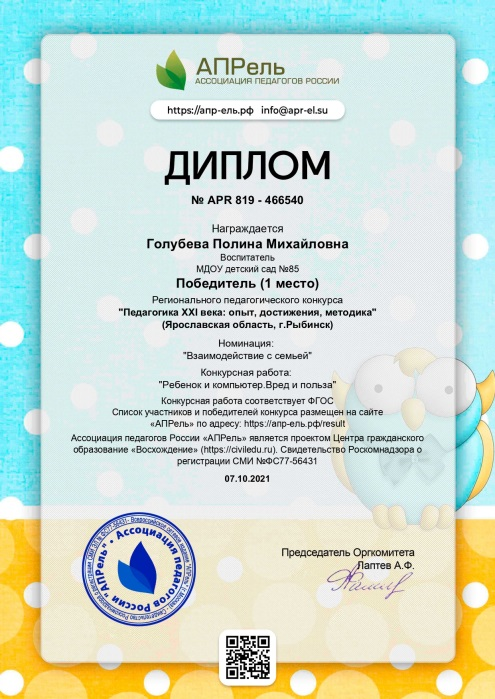 АПРель
АССОЦИАЦИЯ ПЕДАГОГОВ РОССИИ
https://апр-ель.рф info@apr-el.su
ДИПЛОМ
№ APR 819 - 466540
Награждается
Голубева Полина Михайловна
Воспитатель
МДОУ детский сад №85
Победитель (1 место)
Регионального педагогического конкурса
"Педагогика XXI века: опыт, достижения, методика"
(Ярославская область, г.Рыбинск)
Номинация:
"Взаимодействие с семьей"
Конкурсная работа:
"Ребенок и компьютер.Вред и польза"
Конкурсная работа соответствует ФГОС
Список участников и победителей конкурса размещен на сайте
«АПРель» по адресу: https://апр-ель.рф/result
Ассоциация педагогов России «АПРель» является проектом Центра гражданского
образование «Восхождение» (https://civiledu.ru). Свидетельство Роскомнадзора о
регистрации СМИ №ФС77-56431
07.10.2021
Председатель Оргкомитета
Лаптев А.Ф.
Ассоциация педагогов России "АПРель"